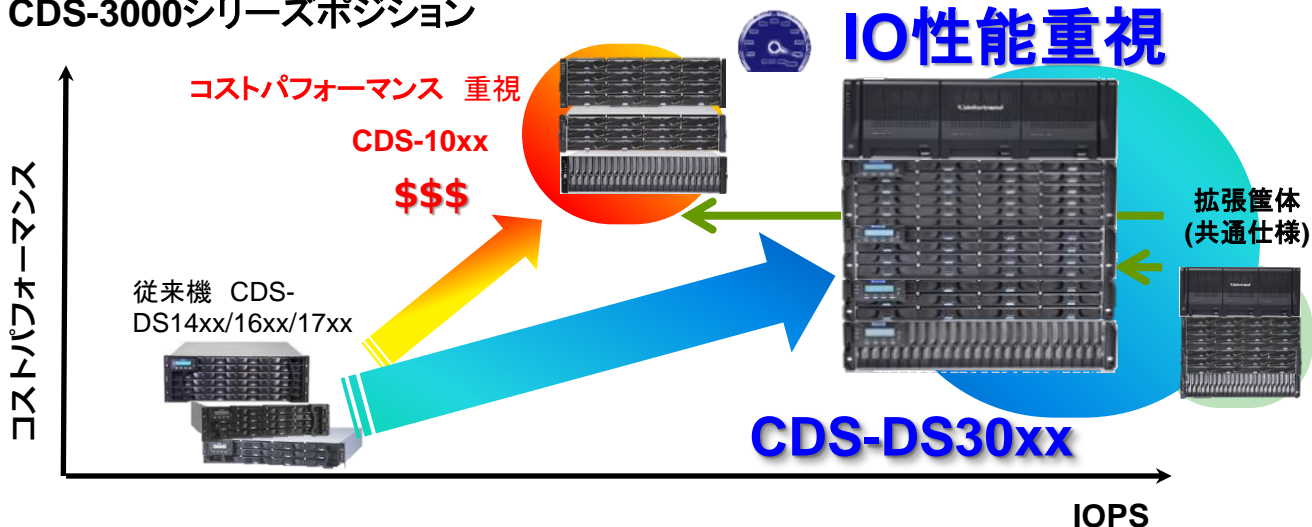 CDS-3000シリーズポジション
IO性能重視
コストパフォーマンス 重視
CDS-10xx
$$$
コストパフォーマンス
拡張筐体
(共通仕様)
従来機 CDS-
DS14xx/16xx/17xx
CDS-DS30xx
IOPS